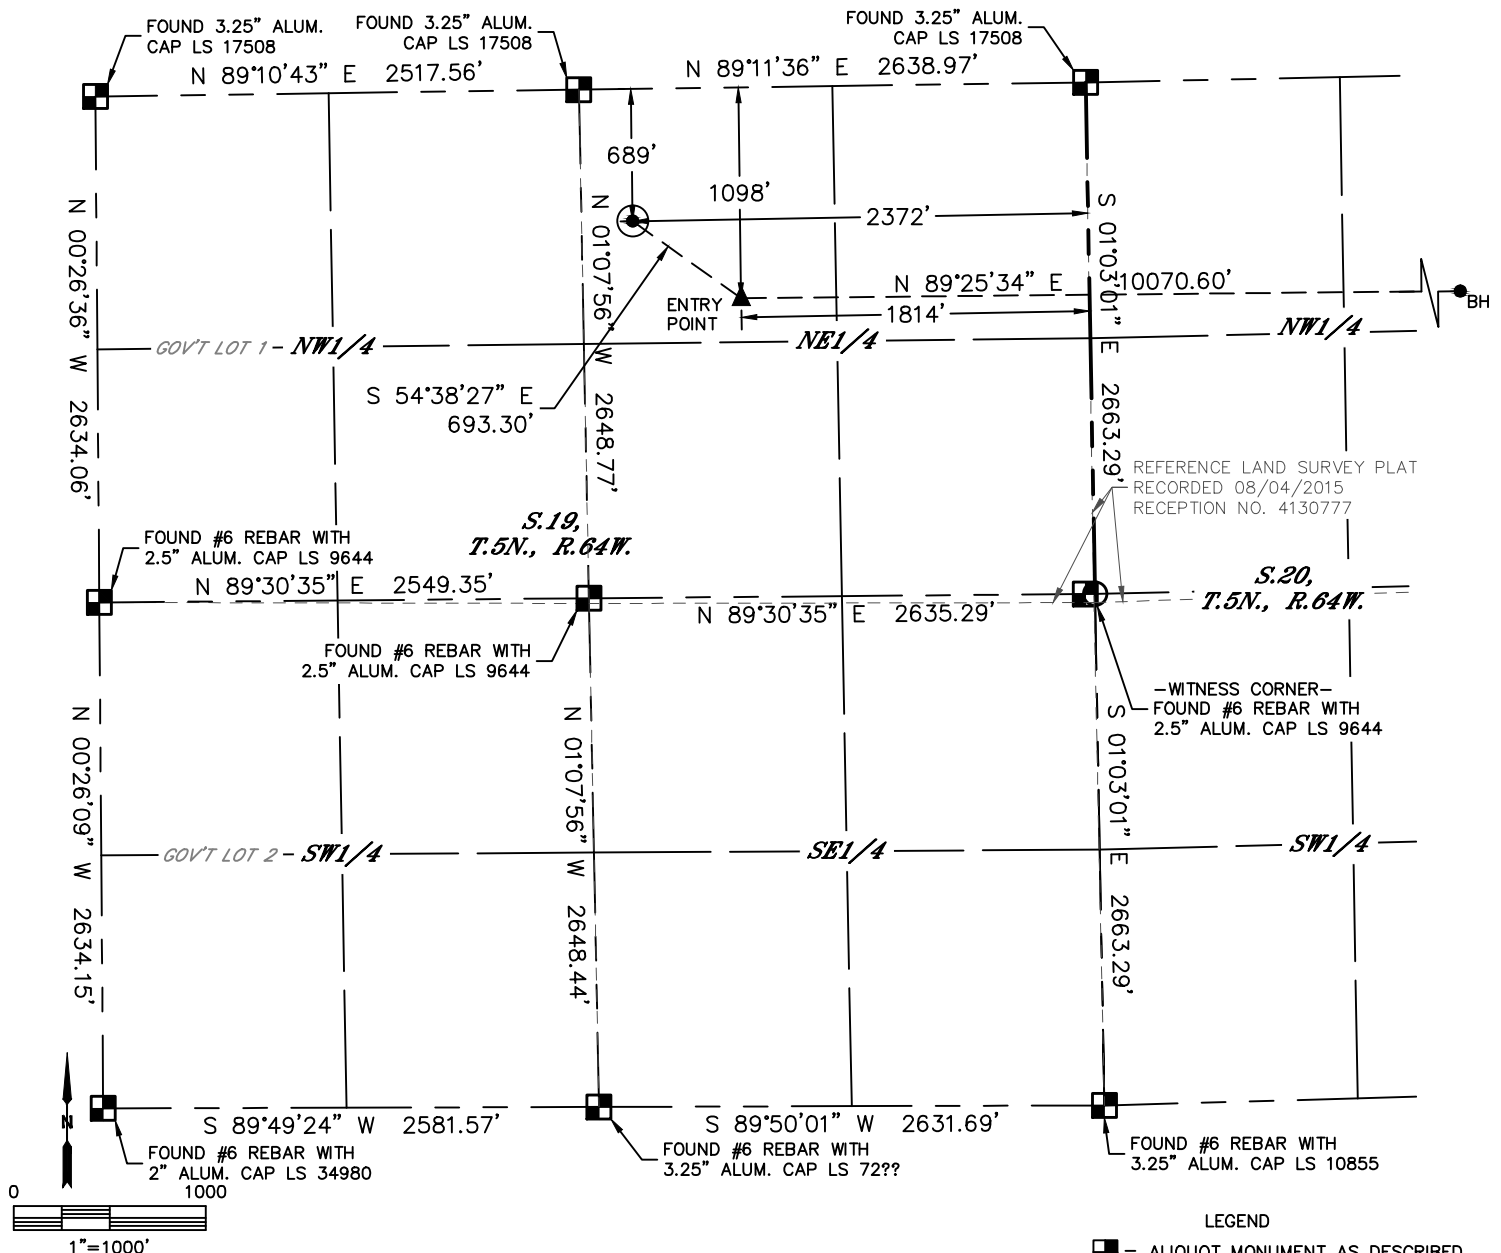 FOUND 3.25” ALUM.
CAP LS 17508
FOUND 3.25” ALUM.
CAP LS 17508
FOUND 3.25” ALUM.
CAP LS 17508
N 89°10'43” E 2517.56'
N 89°11'36” E 2638.97'
689'
1098'
2372'
N 00°26'36” W 2634.06'
N 01°07'56” W 2648.77'
S 01°03'01” E 2663.29'
N 89°25'34” E 10070.60'
BH
ENTRY
POINT
1814'
GOV'T LOT 1
NW1/4
NE1/4
NW1/4
S 54°38'27” E
693.30'
REFERENCE LAND SURVEY PLAT
RECORDED 08/04/2015
RECEPTION NO. 4130777
S.19,
T.5N., R.64W.
FOUND #6 REBAR WITH
2.5” ALUM. CAP LS 9644
N 89°30'35” E 2549.35'
S.20,
T.5N., R.64W.
N 89°30'35” E 2635.29'
FOUND #6 REBAR WITH
2.5” ALUM. CAP LS 9644
-WITNESS CORNER-
FOUND #6 REBAR WITH
2.5” ALUM. CAP LS 9644
N 00°26'09” W 2634.15'
N 01°07'56” W 2648.44'
S 01°03'01” E 2663.29'
GOV'T LOT 2
SW1/4
SE1/4
SW1/4
S 89°49'24” W 2581.57'
S 89°50'01” W 2631.69'
FOUND #6 REBAR WITH
2” ALUM. CAP LS 34980
FOUND #6 REBAR WITH
3.25” ALUM. CAP LS 72??
FOUND #6 REBAR WITH
3.25” ALUM. CAP LS 10855
N
0 1000
1”=1000'
LEGEND
- ALIQUOT MONUMENT AS DESCRIBED